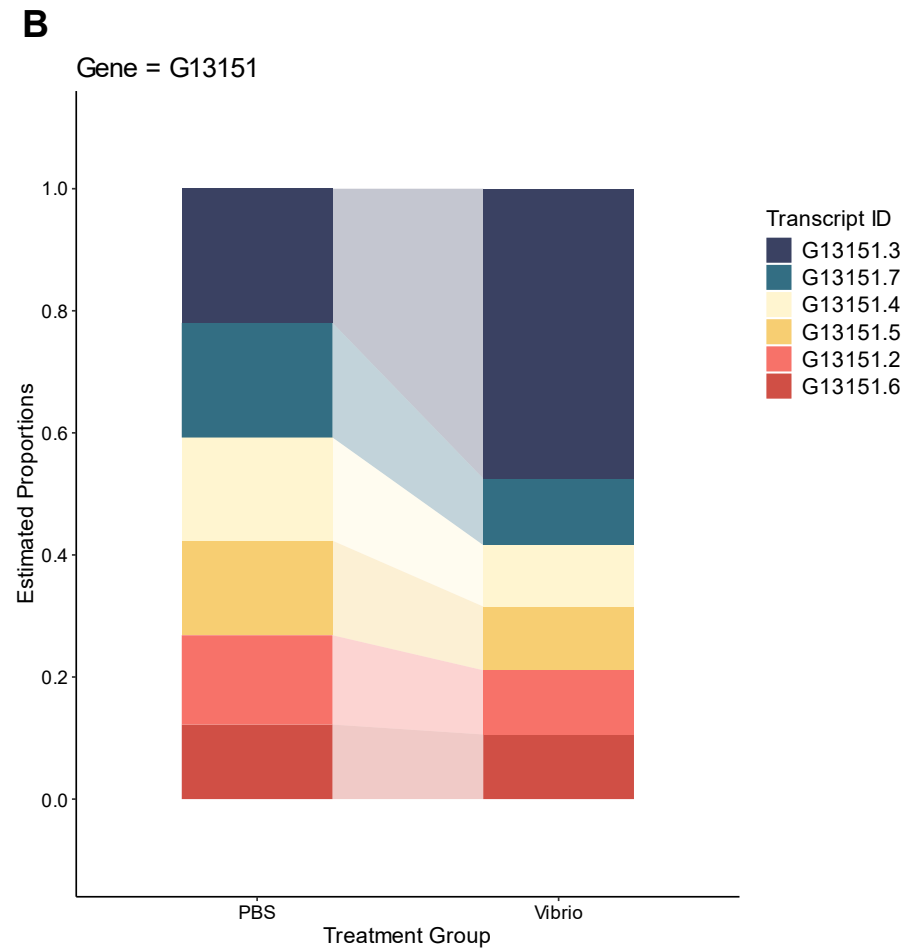 B
Gene = G13151
Estimated Proportions
1.0
0.8
0.6
0.4
0.2
0.0
PBS
Vibrio
Treatment Group
Transcript ID
G13151.3
G13151.7
G13151.4
G13151.5
G13151.2
G13151.6